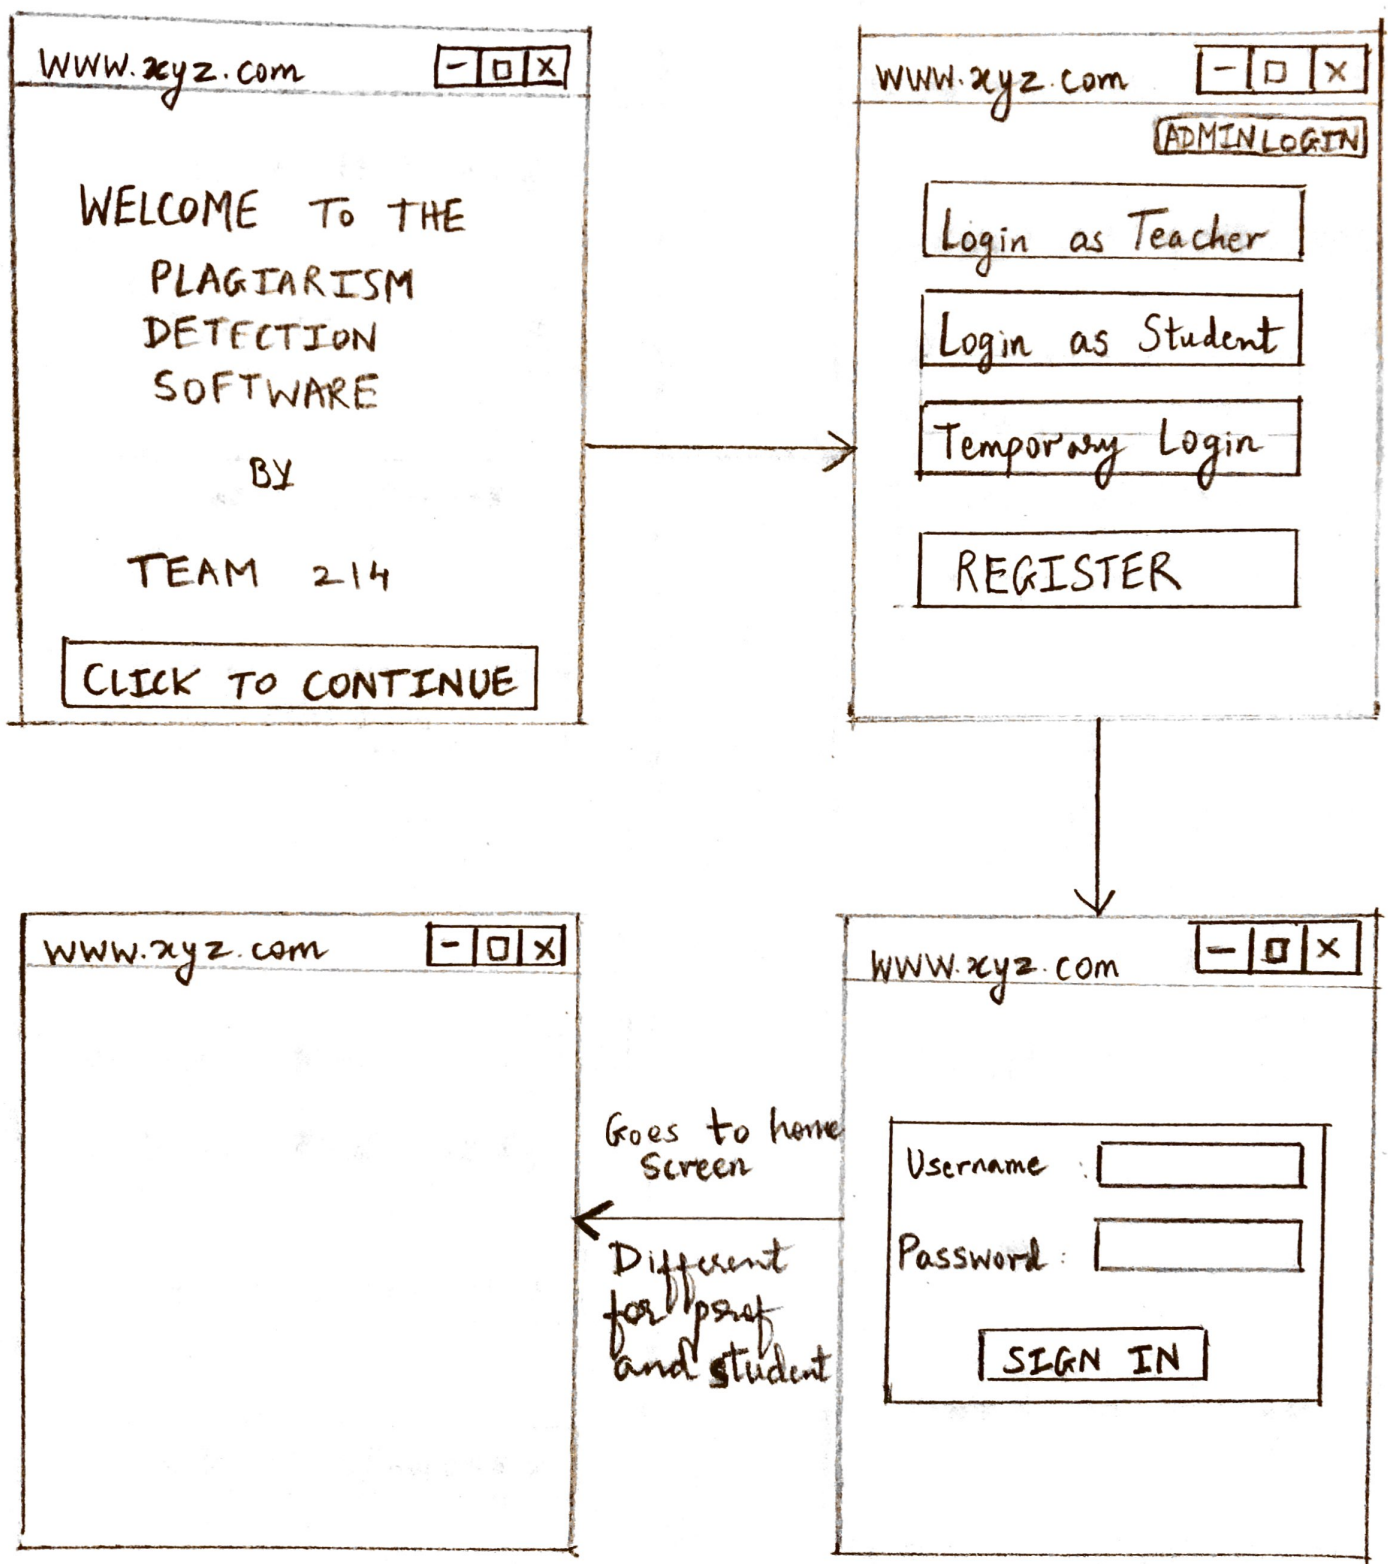 www.xyz.com
WELCOME TO THE
PLAGIARISM
DETECTION
SOFTWARE
BY
TEAM 214
CLICK TO CONTINUE
www.xyz.com
ADMIN LOGIN
Login as Teacher
Login as Student
Temporary Login
REGISTER
www.xyz.com
Username :
Password :
SIGN IN
Goes to home
Screen
Different
for prof
and student
www.xyz.com